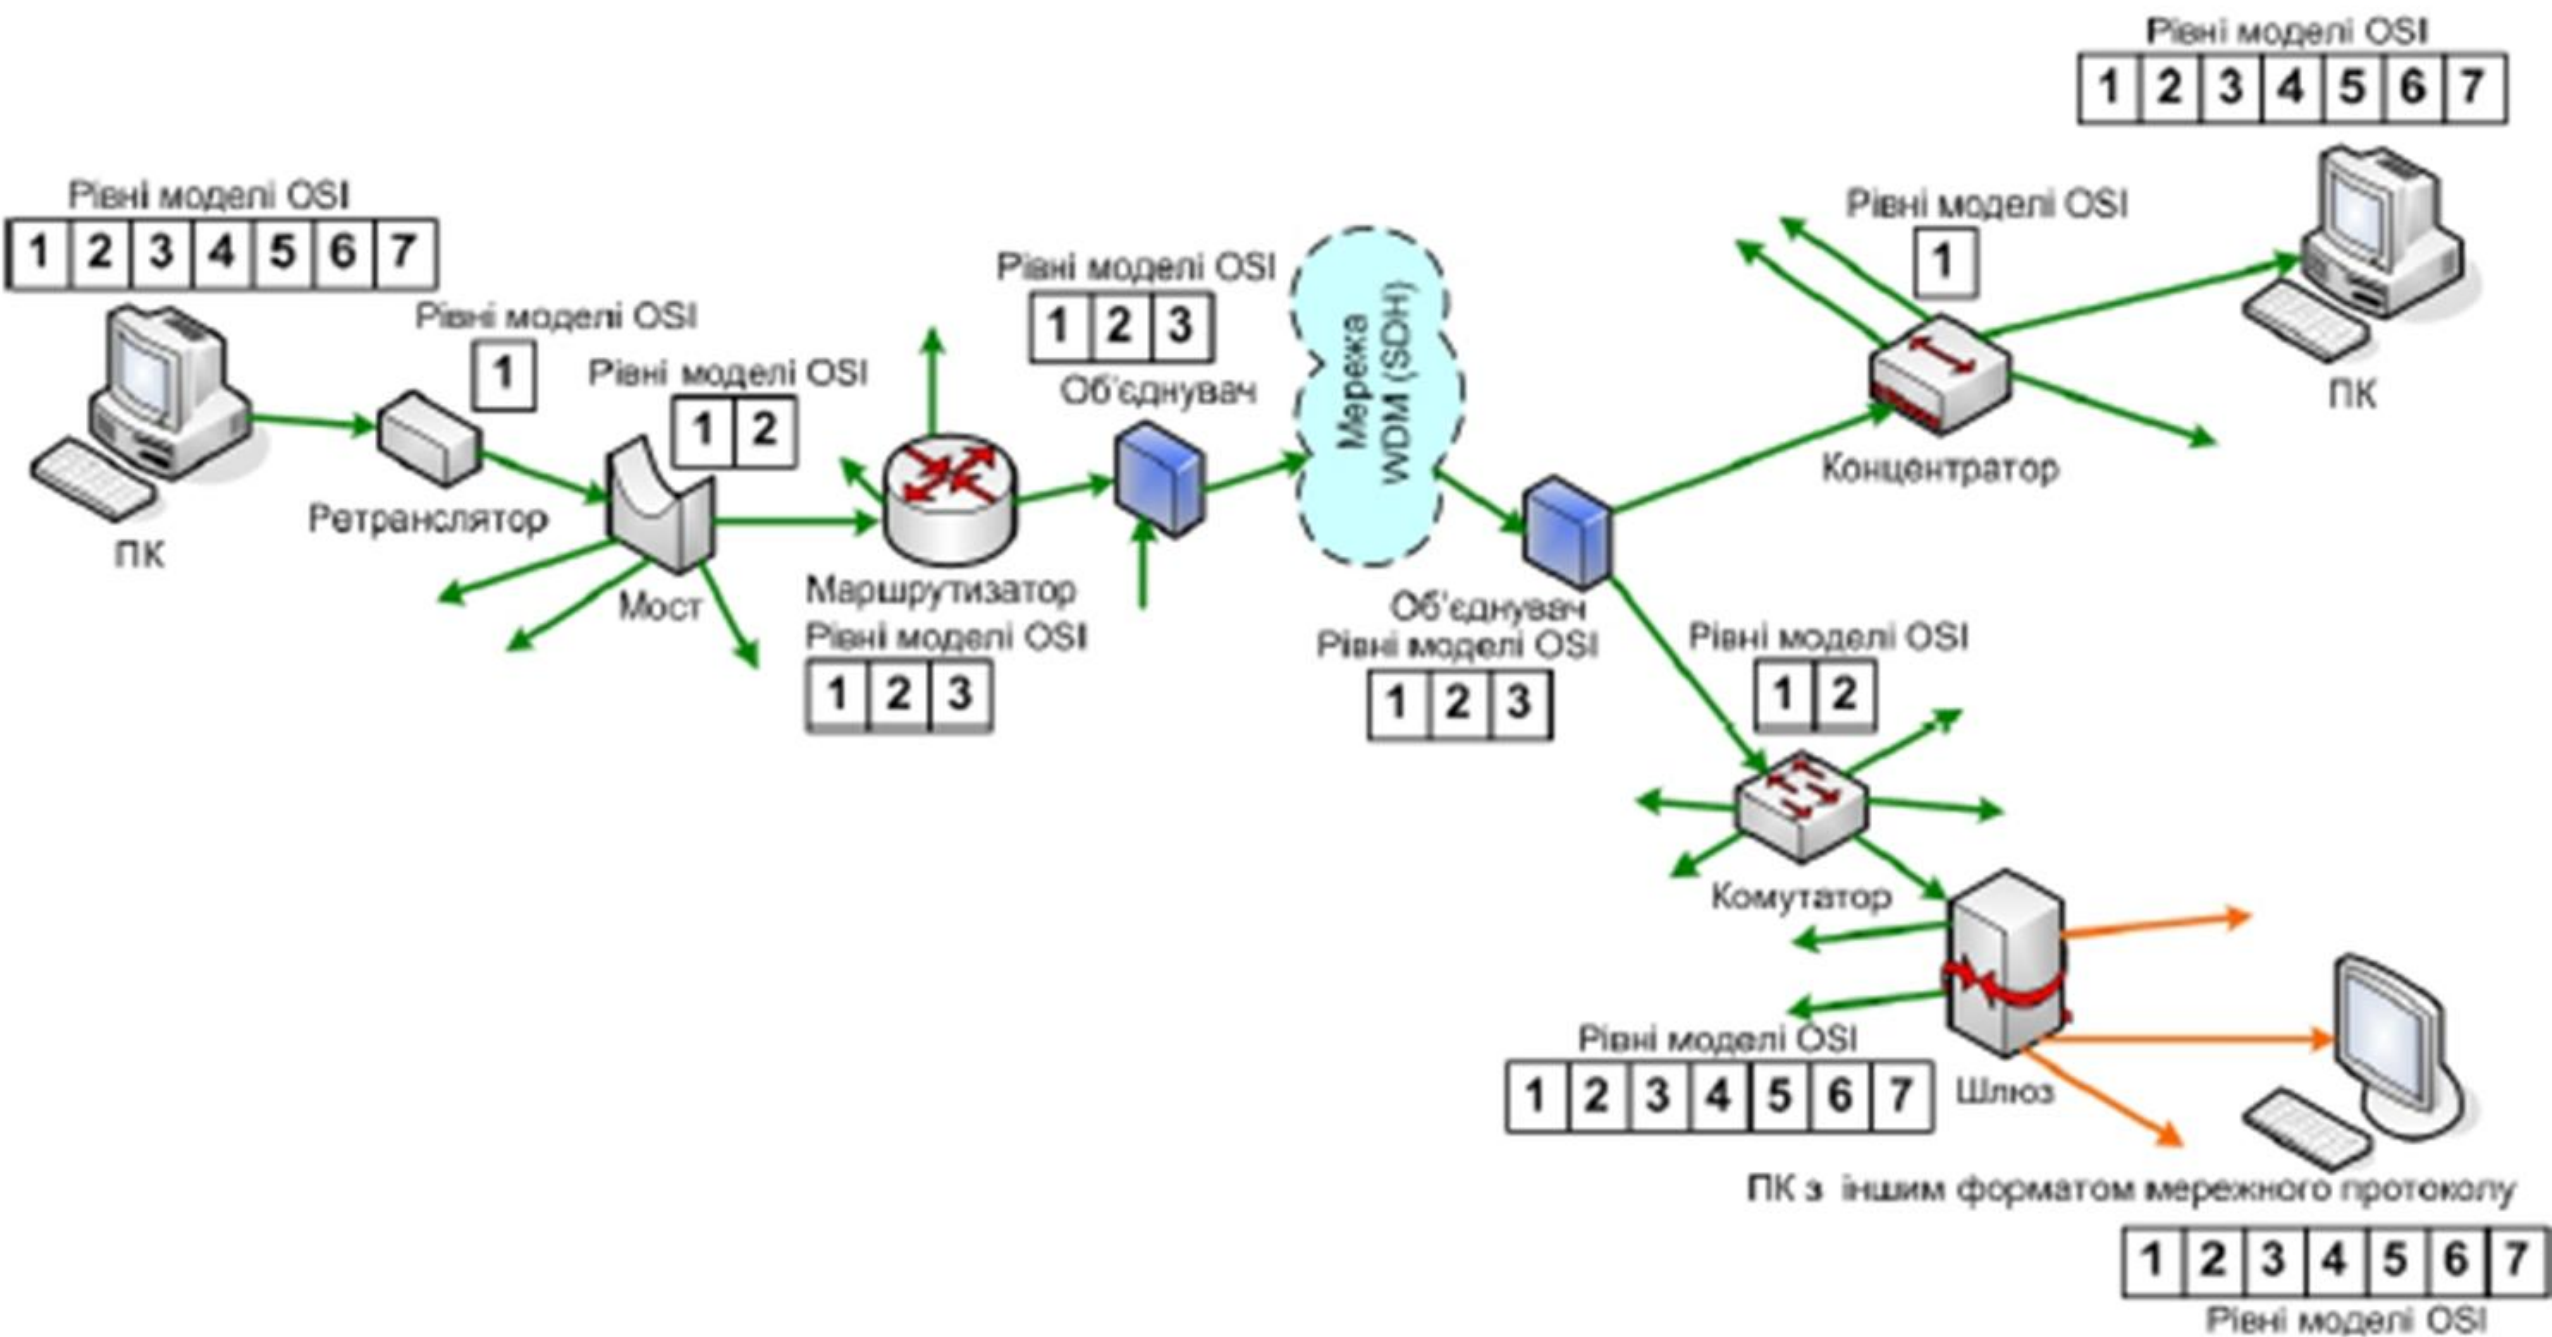 Рівні моделі OSI
1 2 3 4 5 6 7
ПК
Рівні моделі OSI
1
Ретранслятор
Рівні моделі OSI
1 2
Мост
Маршрутизатор
Рівні моделі OSI
1 2 3
Рівні моделі OSI
1 2 3
Об'єднувач
Мережа
WDM (SDH)
Об'єднувач
Рівні моделі OSI
1 2 3
Рівні моделі OSI
1
Концентратор
Рівні моделі OSI
1 2 3 4 5 6 7
ПК
Рівні моделі OSI
1 2
Комутатор
Рівні моделі OSI
1 2 3 4 5 6 7
Шлюз
ПК з іншим форматом мережного протоколу
1 2 3 4 5 6 7
Рівні моделі OSI